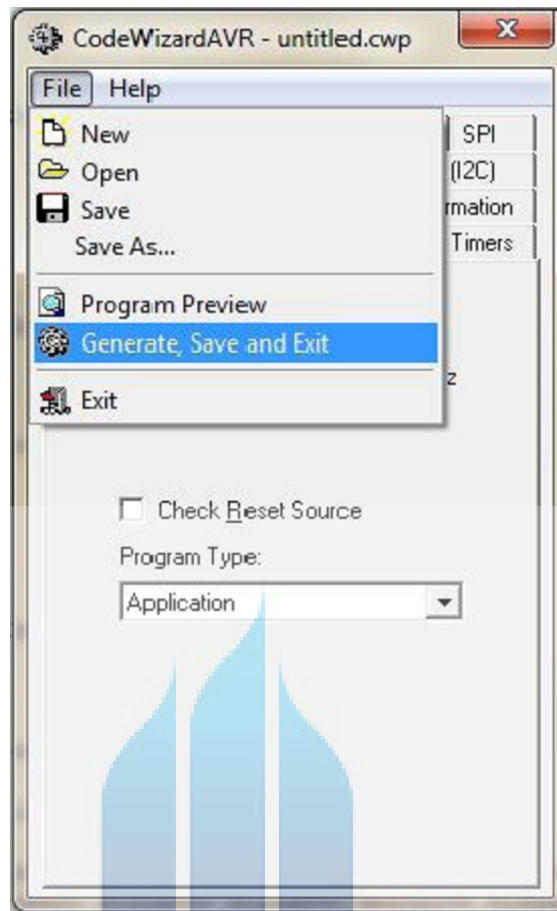 CodeWizardAVR - untitled.cwp
File Help
New
SPI
Open
(I2C)
Save
rmation
Save As...
Timers
Program Preview
Generate, Save and Exit
z
Exit
Check Reset Source
Program Type:
Application